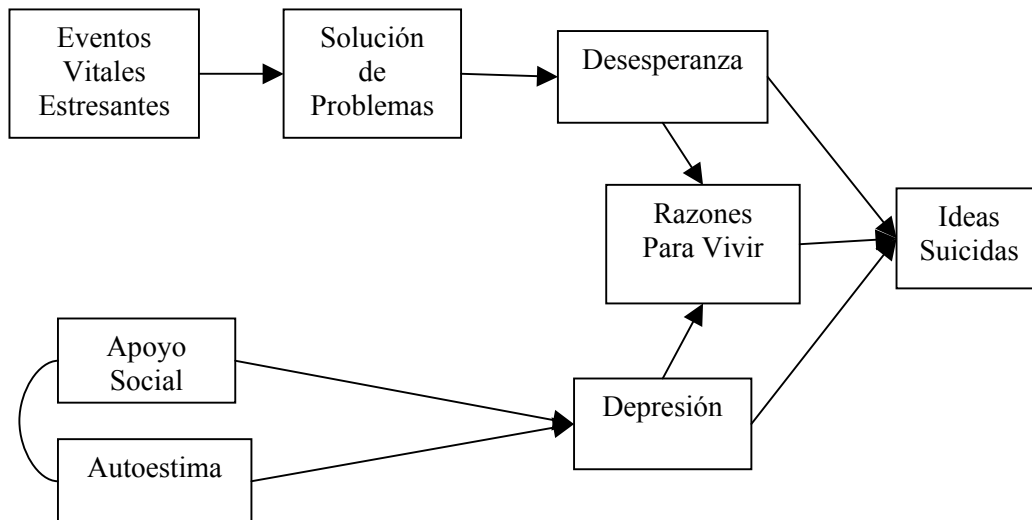 Eventos
Vitales
Estresantes
Solución
de
Problemas
Desesperanza
Razones
Para Vivir
Ideas
Suicidas
Apoyo
Social
Autoestima
Depresión